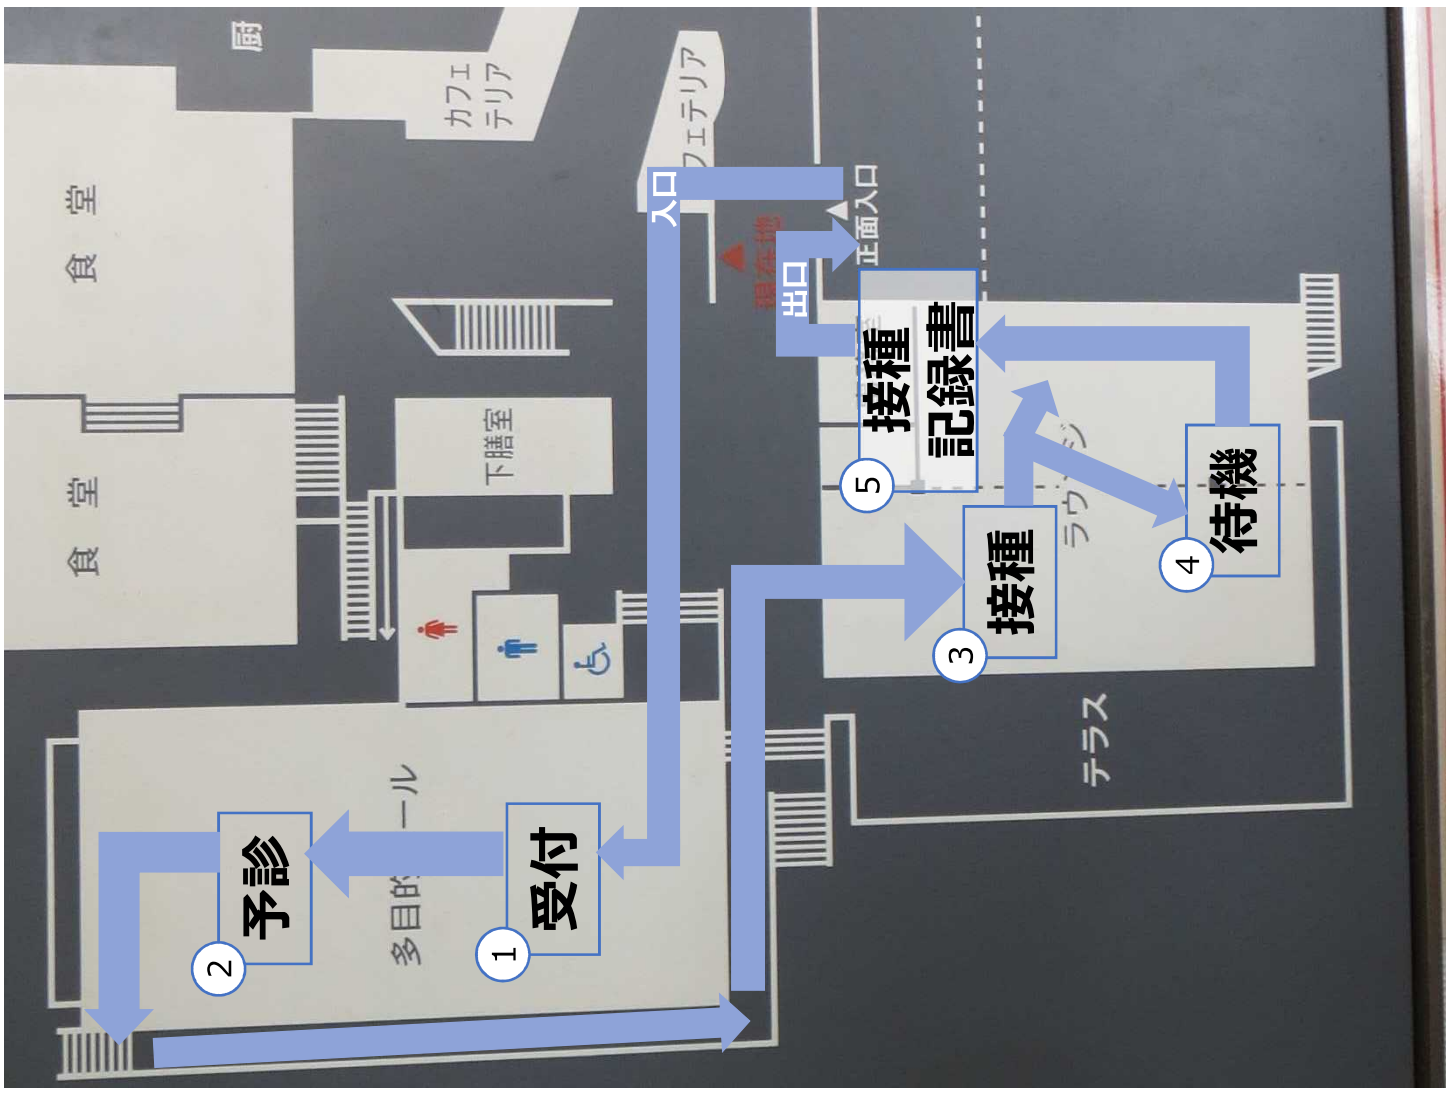 食堂
食堂
厨
② 予診
多目的 ール
カフェ
テリア
下膳室
① 受付
入口
フェテリア
現在地
出口
正面入口
⑤ 接種
記録書
③ 接種
ラウ ジ
テラス
④ 待機